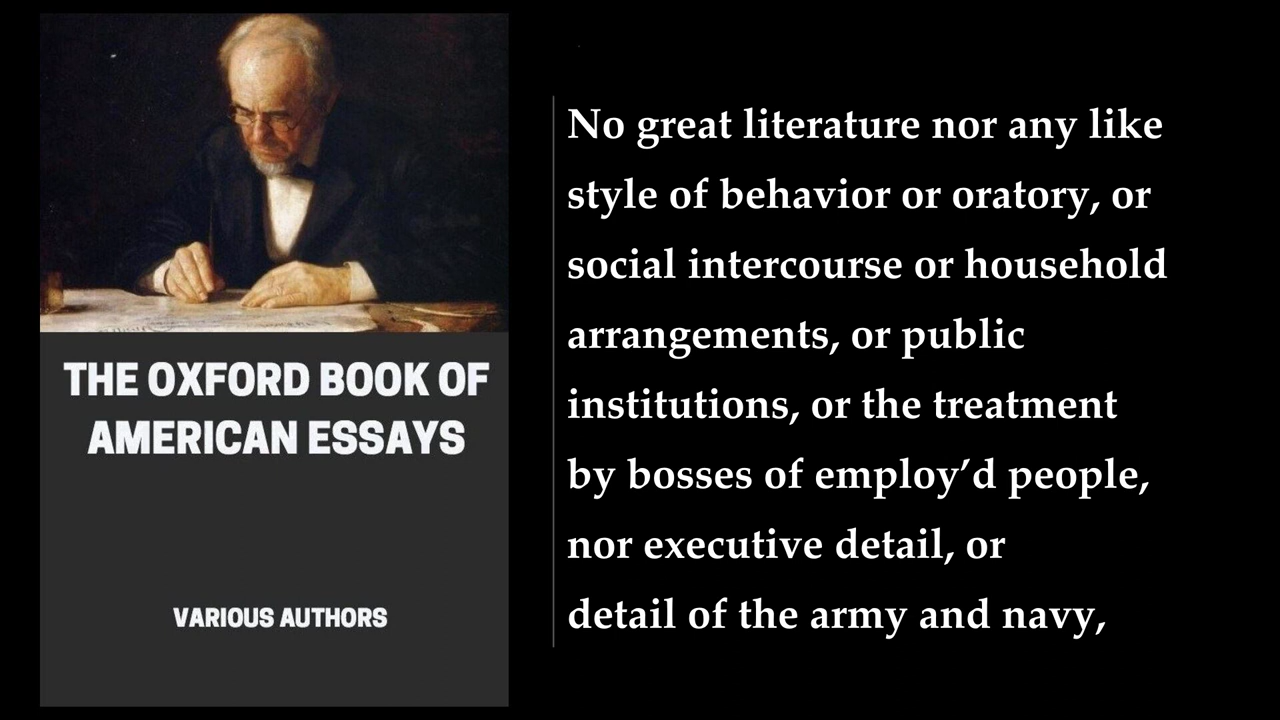 THE OXFORD BOOK OF
AMERICAN ESSAYS
VARIOUS AUTHORS
No great literature nor any like
style of behavior or oratory, or
social intercourse or household
arrangements, or public
institutions, or the treatment
by bosses of employ’d people,
nor executive detail, or
detail of the army and navy,